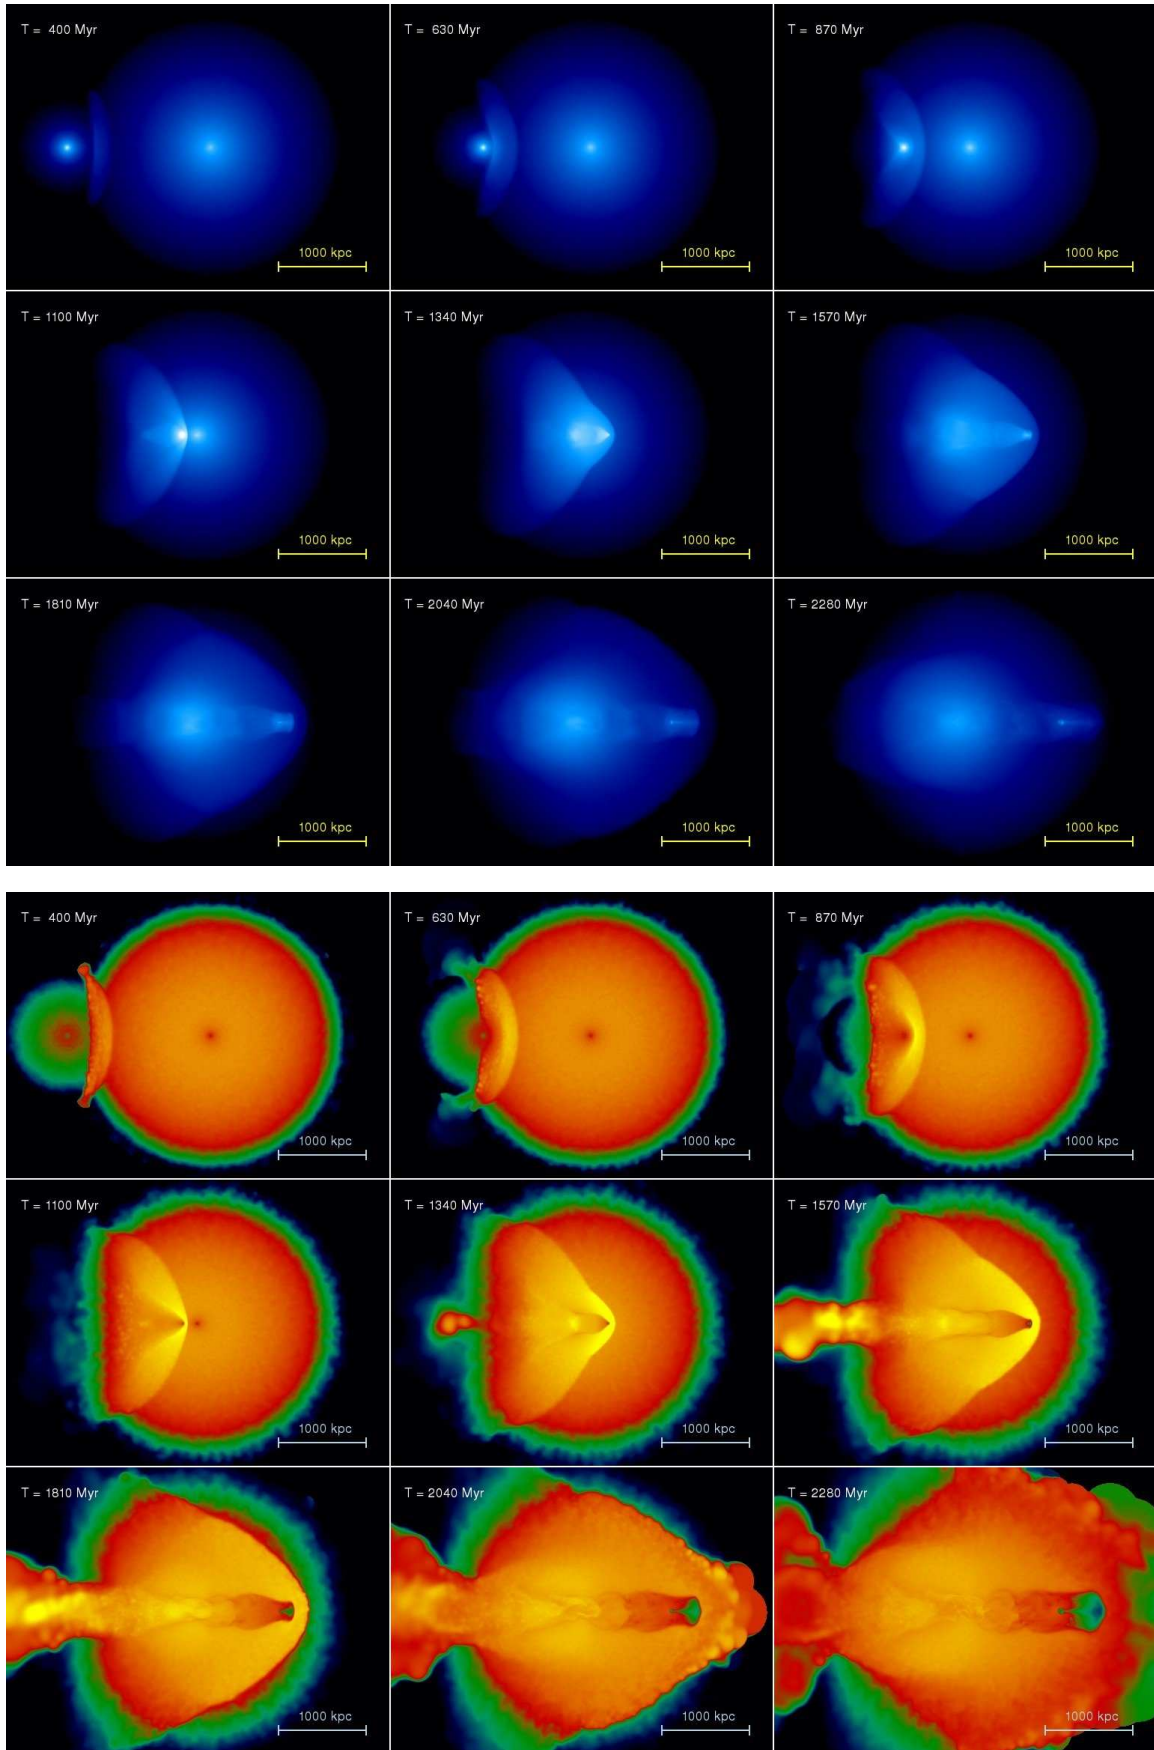 T = 400 Myr
T = 630 Myr
T = 870 Myr
1000 kpc
1000 kpc
1000 kpc
T = 1100 Myr
T = 1340 Myr
T = 1570 Myr
1000 kpc
1000 kpc
1000 kpc
T = 1810 Myr
T = 2040 Myr
T = 2280 Myr
1000 kpc
1000 kpc
1000 kpc
T = 400 Myr
T = 630 Myr
T = 870 Myr
1000 kpc
1000 kpc
1000 kpc
T = 1100 Myr
T = 1340 Myr
T = 1570 Myr
1000 kpc
1000 kpc
1000 kpc
T = 1810 Myr
T = 2040 Myr
T = 2280 Myr
1000 kpc
1000 kpc
1000 kpc